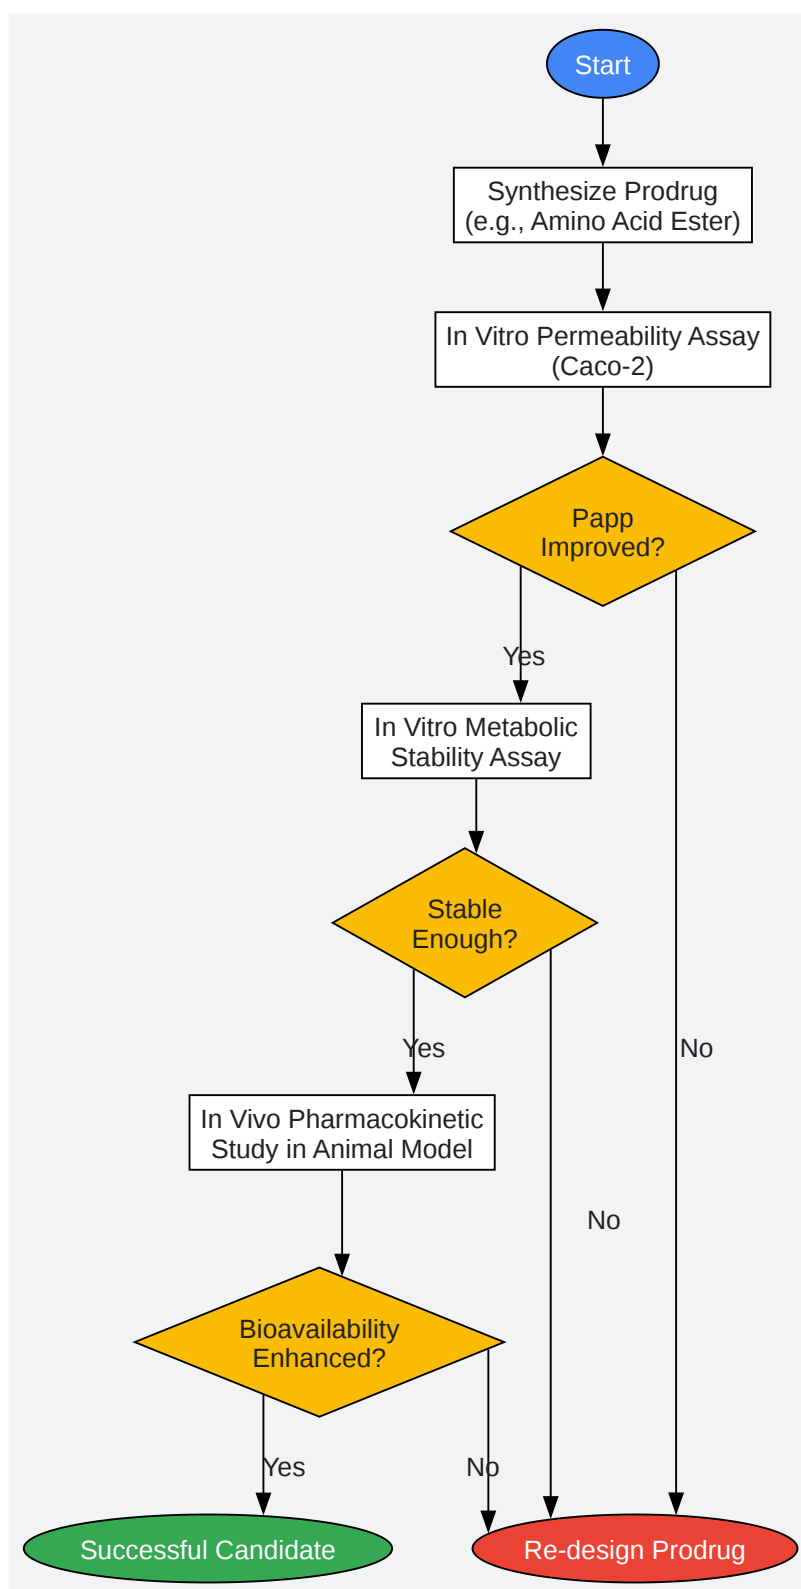 Start
Synthesize Prodrug
(e.g., Amino Acid Ester)
In Vitro Permeability Assay
(Caco-2)
Papp
Improved?
Yes
In Vitro Metabolic
Stability Assay
Stable
Enough?
Yes
No
In Vivo Pharmacokinetic
Study in Animal Model
No
Bioavailability
Enhanced?
Yes
No
Successful Candidate
Re-design Prodrug